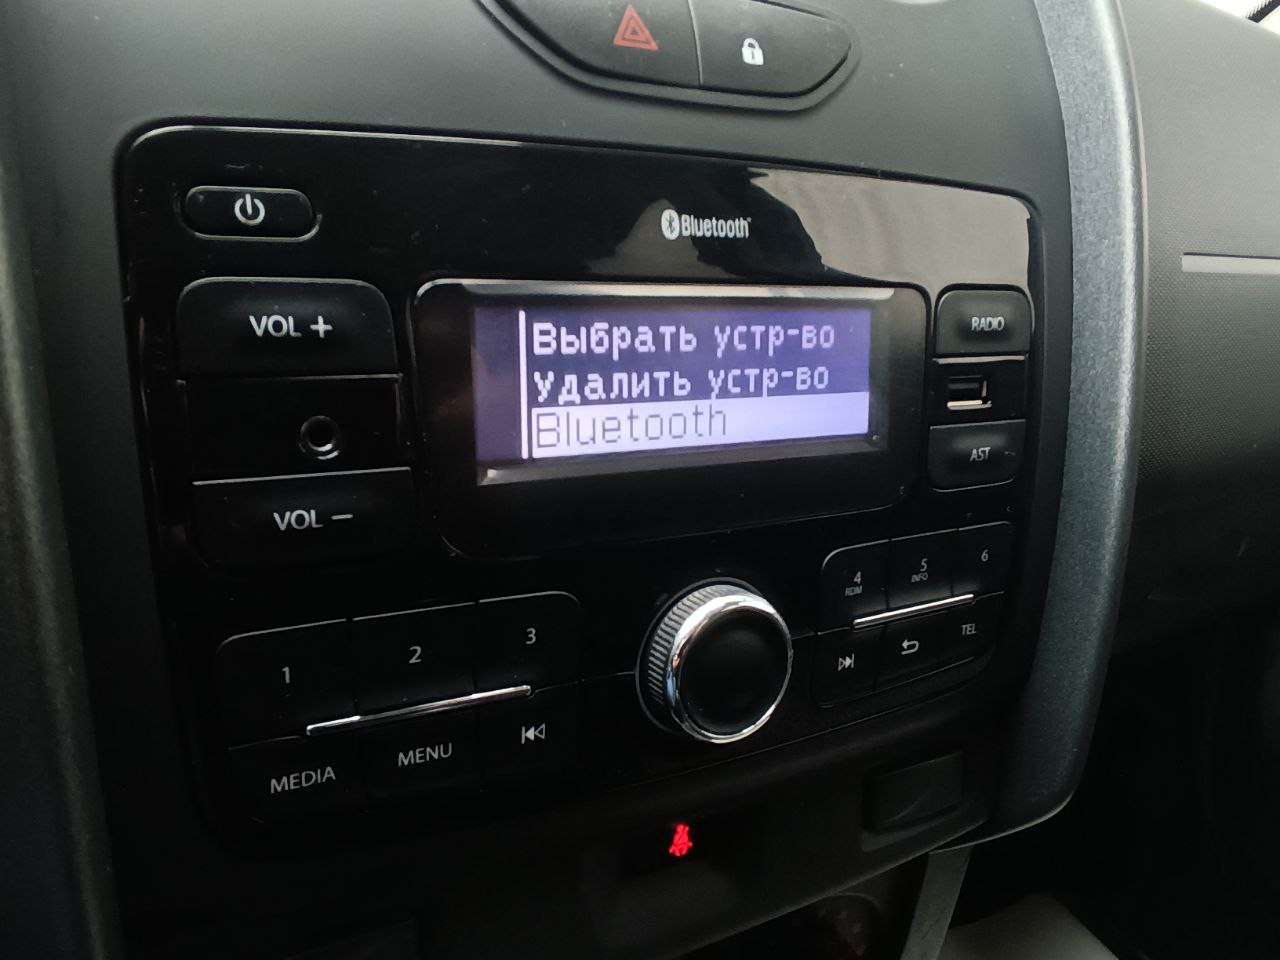 Bluetooth
VOL +
RADIO
Выбрать устр-во
Удалить устр-во
Bluetooth
AST
VOL −
4 5 6
RDM INFO
1 2 3
TEL
MEDIA MENU